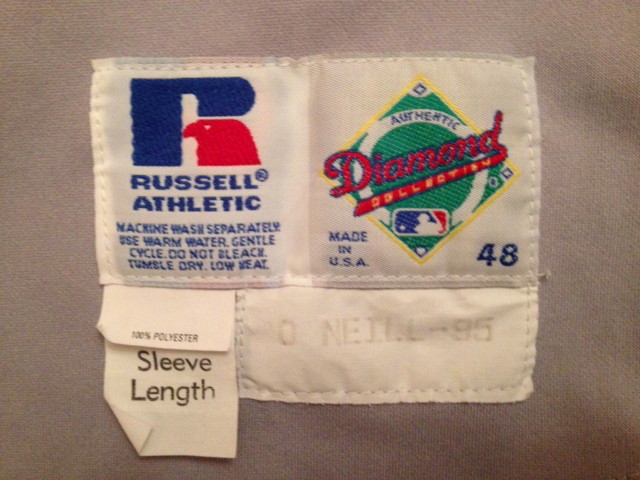 RUSSELL®
ATHLETIC
MACHINE WASH SEPARATELY.
USE WARM WATER. GENTLE
CYCLE. DO NOT BLEACH.
TUMBLE DRY. LOW HEAT.
AUTHENTIC
Diamond
COLLECTION
MADE
IN
U.S.A.
48
100% POLYESTER
Sleeve
Length
O NEILL-95